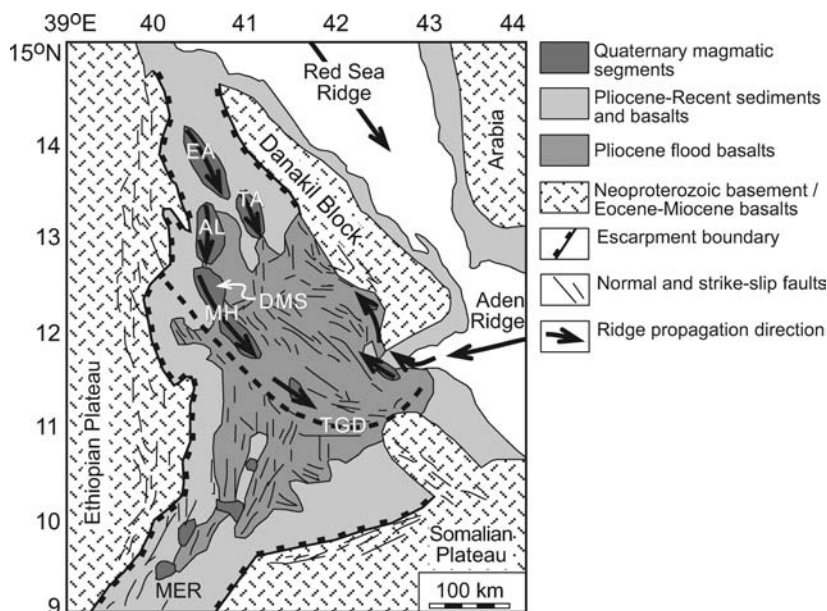 39°E 40 41 42 43 44
15°N
14
13
12
11
10
9
Red Sea
Ridge
Arabia
Danakil Block
EA
TA
AL
DMS
MH
Aden
Ridge
TGD
Ethiopian Plateau
Somalian
Plateau
MER
100 km
Quaternary magmatic
segments
Pliocene-Recent sediments
and basalts
Pliocene flood basalts
Neoproterozoic basement /
Eocene-Miocene basalts
Escarpment boundary
Normal and strike-slip faults
Ridge propagation direction